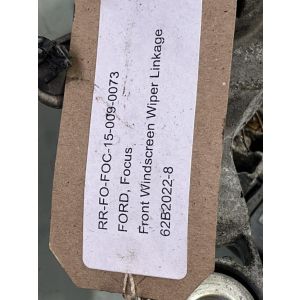 RR-FO-FOC-15-009-0073
FORD, Focus
Front Windscreen Wiper Linkage
62B2022-8